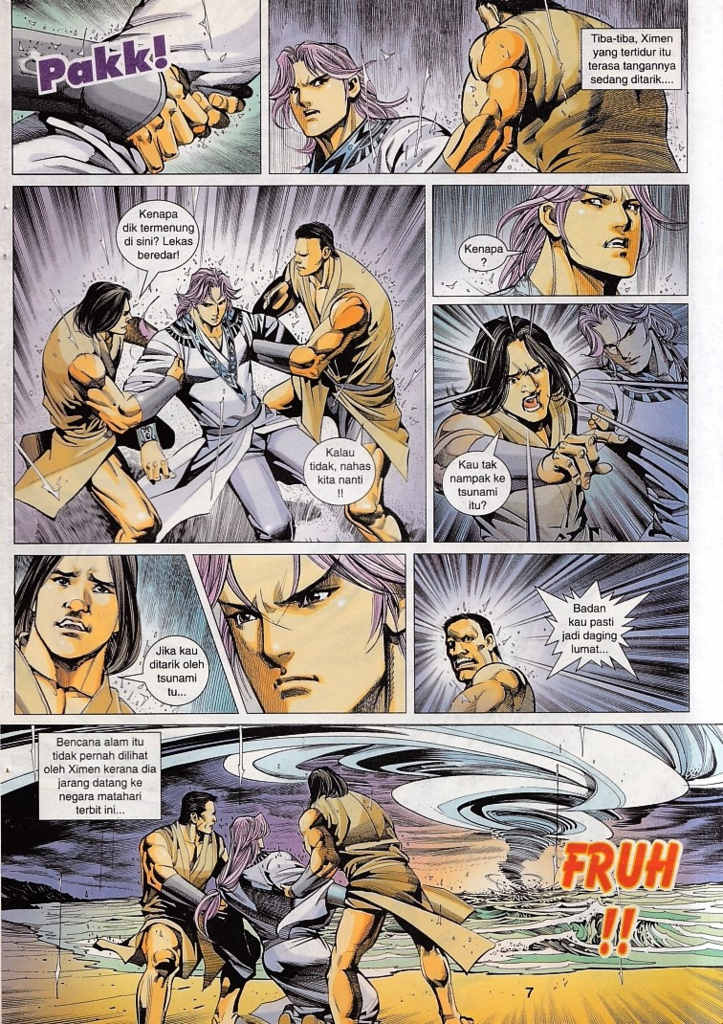 Pakk!
Tiba-tiba, Ximen
yang tertidur itu
terasa tangannya
sedang ditarik....
Kenapa
dik termenung
di sini? Lekas
beredar!
Kalau
tidak, nahas
kita nanti
!!
Kenapa
?
Kau tak
nampak ke
tsunami
itu?
Jika kau
ditarik oleh
tsunami
tu...
Badan
kau pasti
jadi daging
lumat...
Bencana alam itu
tidak pernah dilihat
oleh Ximen kerana dia
jarang datang ke
negara matahari
terbit ini...
FRUH
!!
7